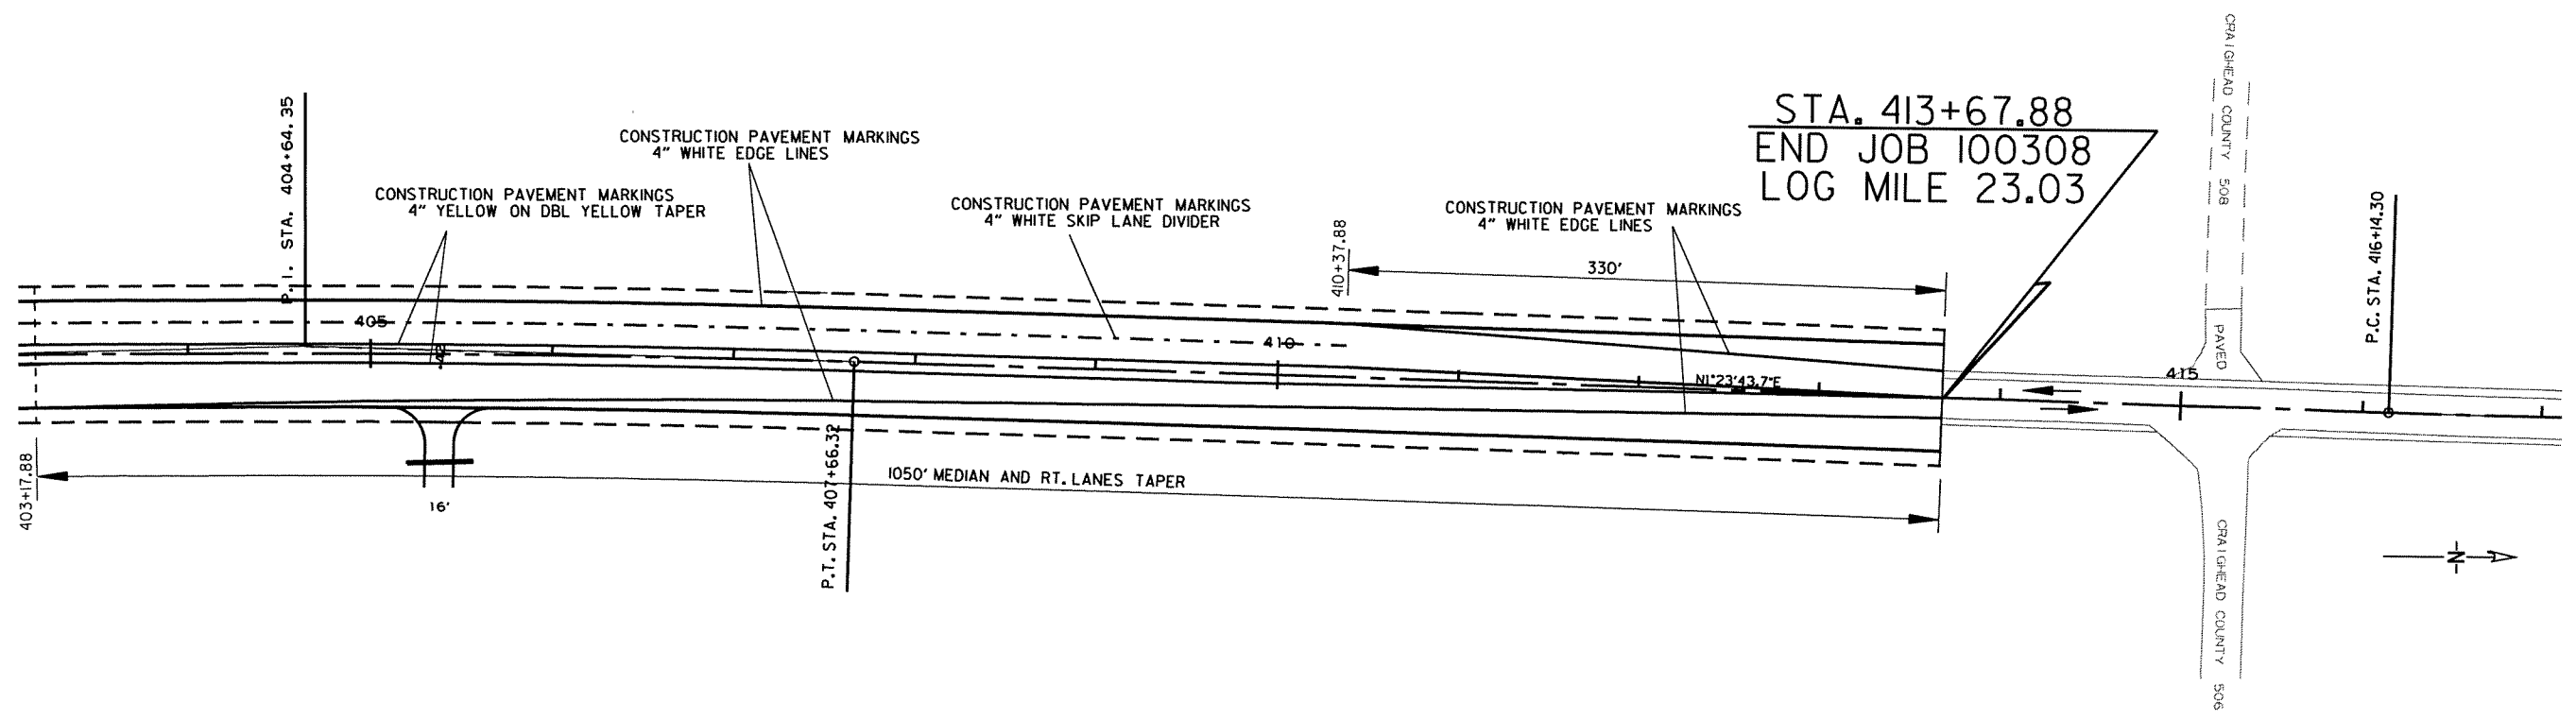 P.I. STA. 404+64.35
CONSTRUCTION PAVEMENT MARKINGS
4" YELLOW ON DBL YELLOW TAPER
CONSTRUCTION PAVEMENT MARKINGS
4" WHITE EDGE LINES
CONSTRUCTION PAVEMENT MARKINGS
4" WHITE SKIP LANE DIVIDER
410+37.88
330'
CONSTRUCTION PAVEMENT MARKINGS
4" WHITE EDGE LINES
STA. 413+67.88
END JOB 100308
LOG MILE 23.03
CRAIGHEAD COUNTY 508
PAVED
P.C. STA. 416+14.30
405
410
N1°23'43.7"E
415
403+17.88
16'
P.T. STA. 407+66.32
1050' MEDIAN AND RT. LANES TAPER
CRAIGHEAD COUNTY 506
N